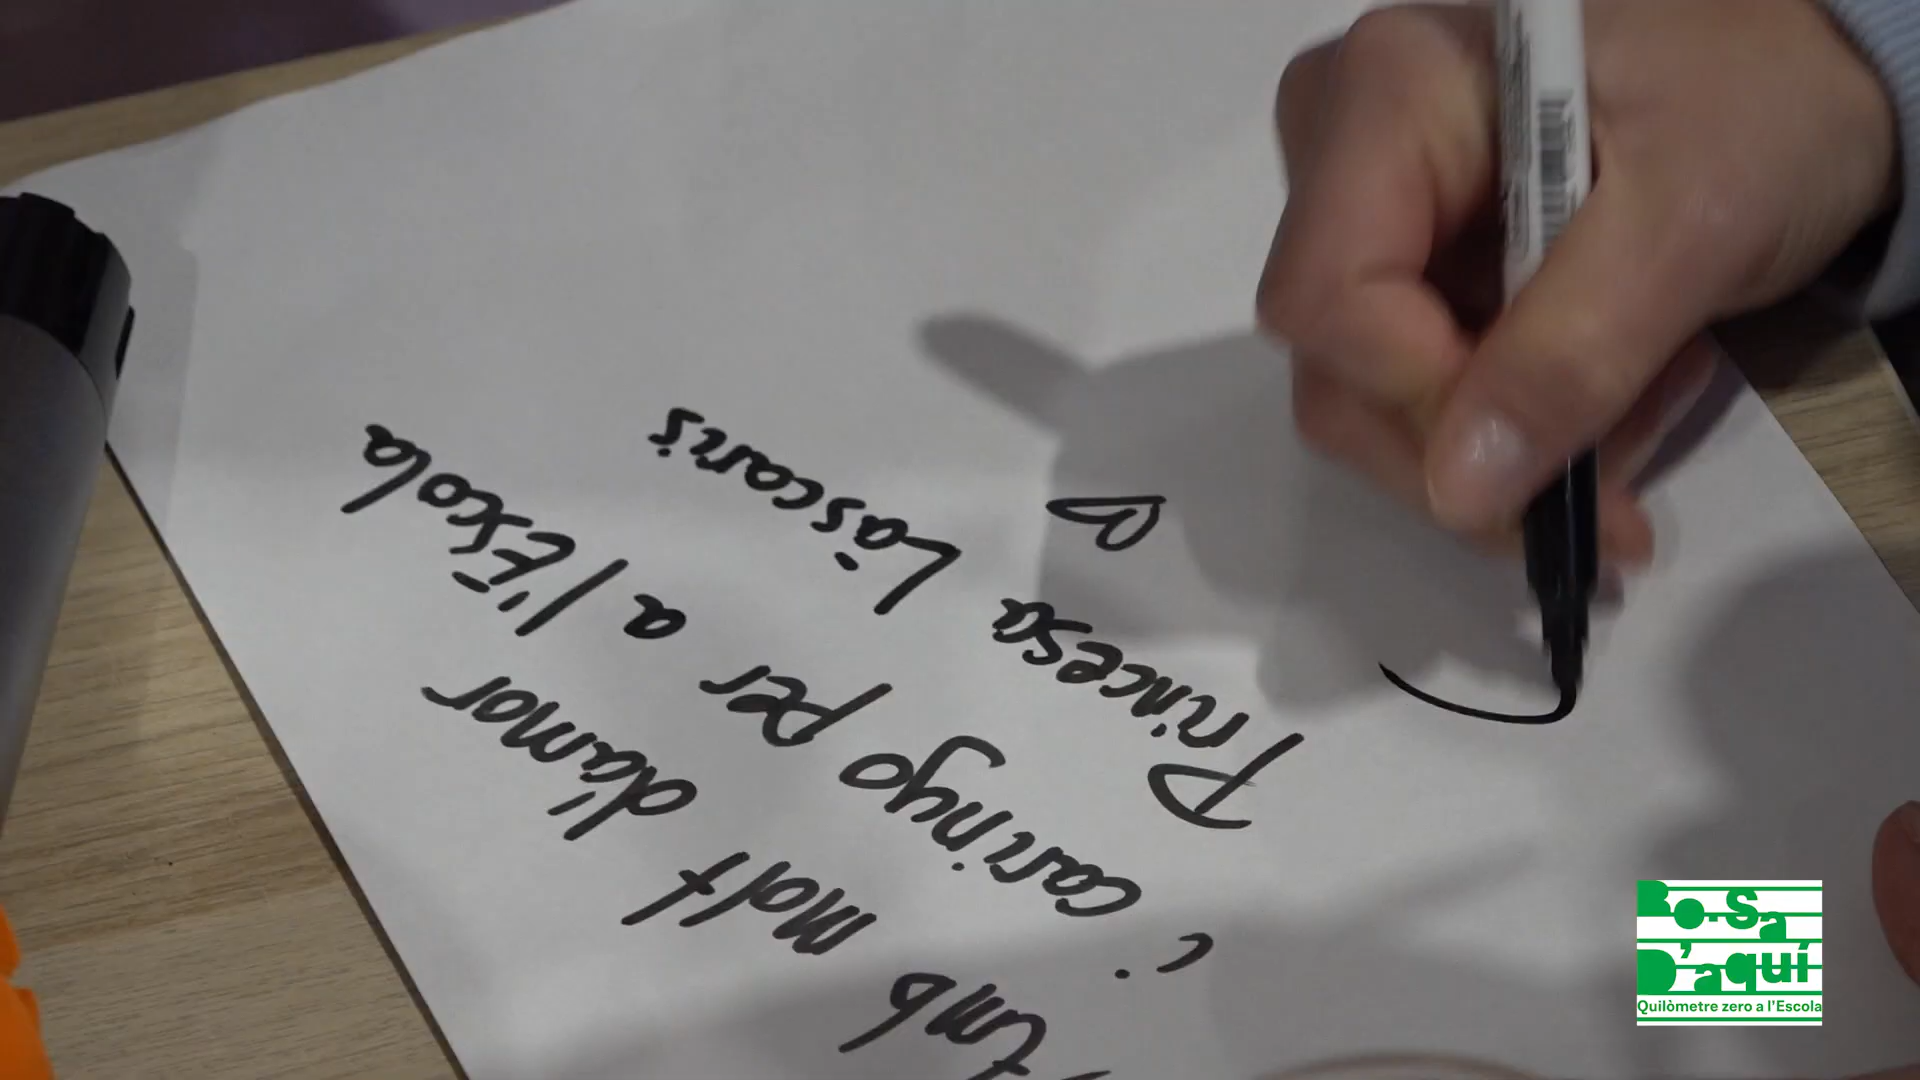 Amb molt d'amor
i carinyo per a l'Escola
Princesa Làscaris
Bo.Sa
D'aquí
Quilòmetre zero a l'Escola